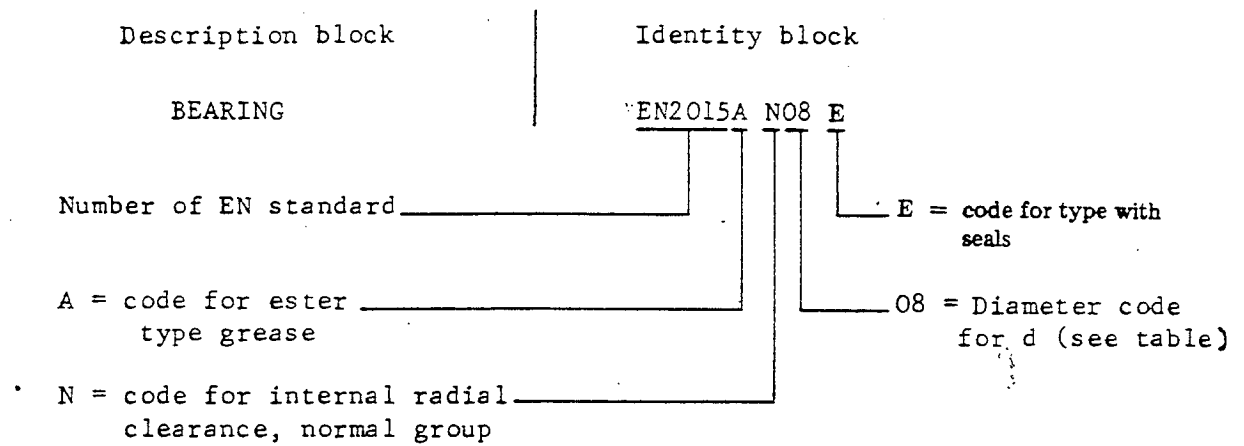 Description block
Identity block
BEARING
EN2015A N08 E
Number of EN standard
E = code for type with
seals
A = code for ester
type grease
08 = Diameter code
for d (see table)
N = code for internal radial
clearance, normal group